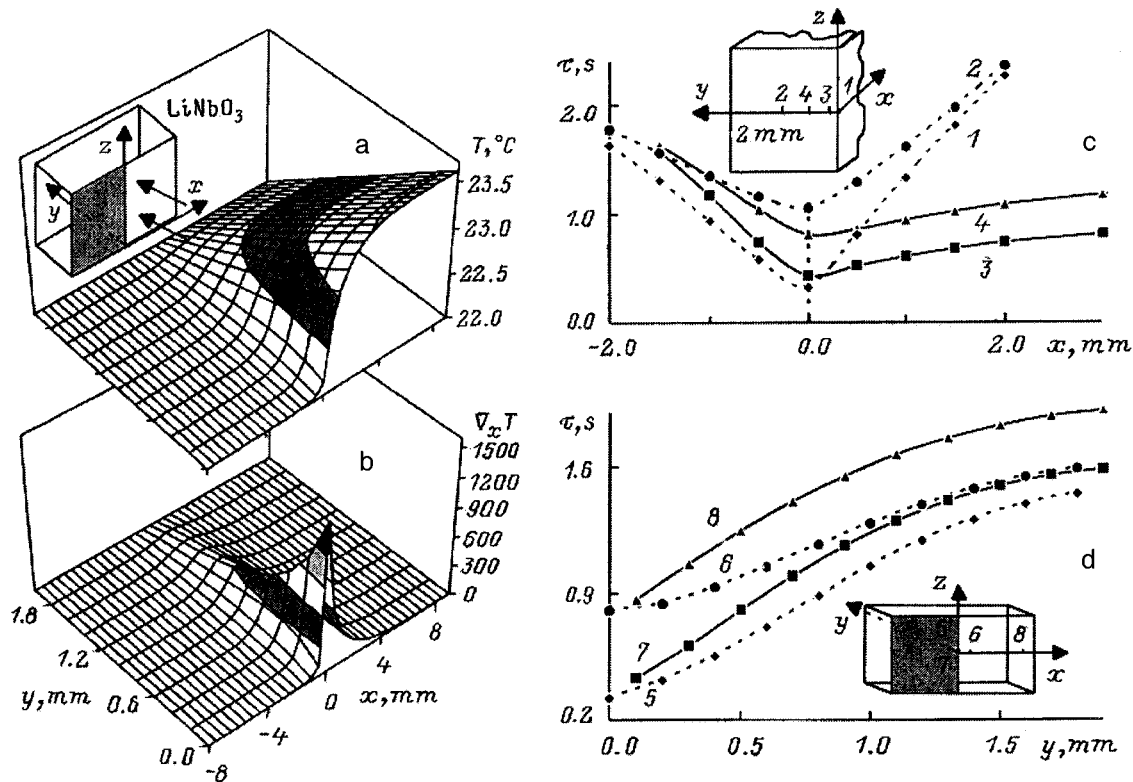 a
LiNbO₃
z
y
x
T,°C
23.5
23.0
22.5
22.0
b
∇ₓT
1500
1200
900
600
300
0
1.8
1.2
0.6
0.0
y,mm
-8
-4
0
4
8
x,mm
c
τ,s
2.0
1.0
0.0
-2.0
0.0
2.0
x,mm
z
y
x
2 4 3 1
2 mm
2
1
4
3
d
τ,s
1.6
0.9
0.2
0.0
0.5
1.0
1.5
y,mm
8
6
7
5
z
y
6
8
x